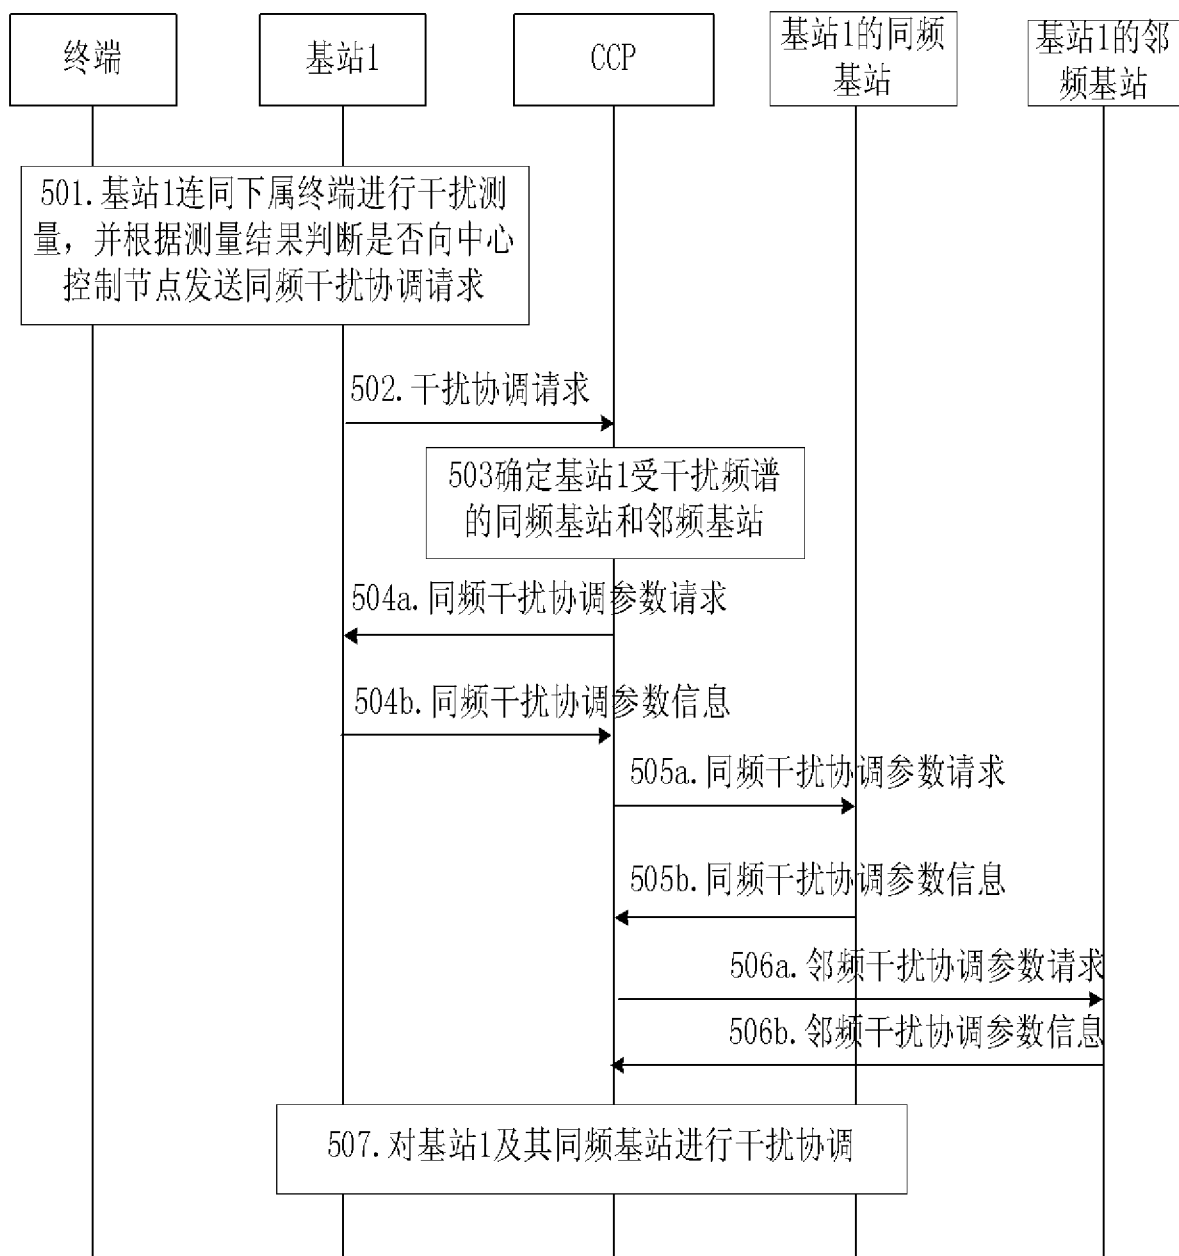 终端
基站1
CCP
基站1的同频
基站
基站1的邻
频基站
501.基站1连同下属终端进行干扰测
量，并根据测量结果判断是否向中心
控制节点发送同频干扰协调请求
502.干扰协调请求
503确定基站1受干扰频谱
的同频基站和邻频基站
504a.同频干扰协调参数请求
504b.同频干扰协调参数信息
505a.同频干扰协调参数请求
505b.同频干扰协调参数信息
506a.邻频干扰协调参数请求
506b.邻频干扰协调参数信息
507.对基站1及其同频基站进行干扰协调